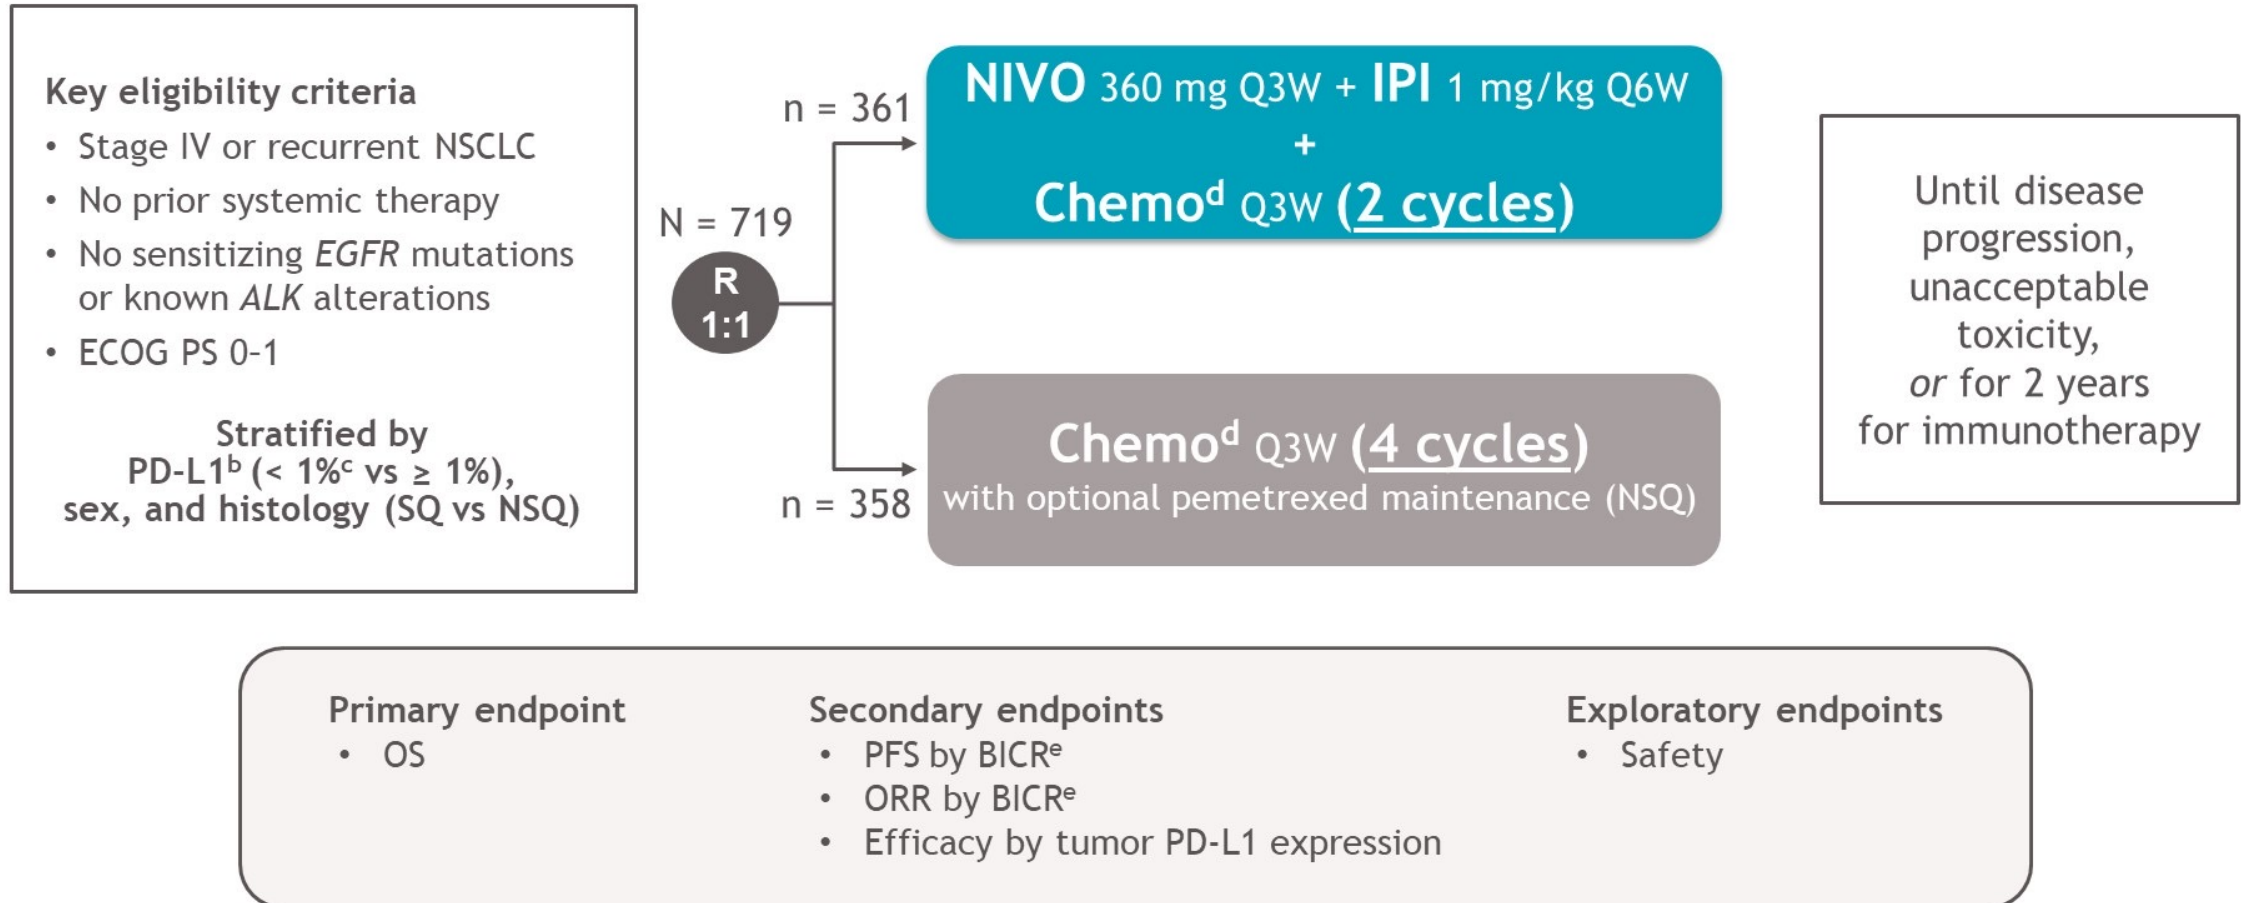 Key eligibility criteria
• Stage IV or recurrent NSCLC
• No prior systemic therapy
• No sensitizing EGFR mutations
or known ALK alterations
• ECOG PS 0–1
Stratified by
PD-L1ᵇ (< 1%ᶜ vs ≥ 1%),
sex, and histology (SQ vs NSQ)
N = 719
R
1:1
n = 361
NIVO 360 mg Q3W + IPI 1 mg/kg Q6W
+
Chemoᵈ Q3W (2 cycles)
n = 358
Chemoᵈ Q3W (4 cycles)
with optional pemetrexed maintenance (NSQ)
Until disease
progression,
unacceptable
toxicity,
or for 2 years
for immunotherapy
Primary endpoint
• OS
Secondary endpoints
• PFS by BICRᵉ
• ORR by BICRᵉ
• Efficacy by tumor PD-L1 expression
Exploratory endpoints
• Safety